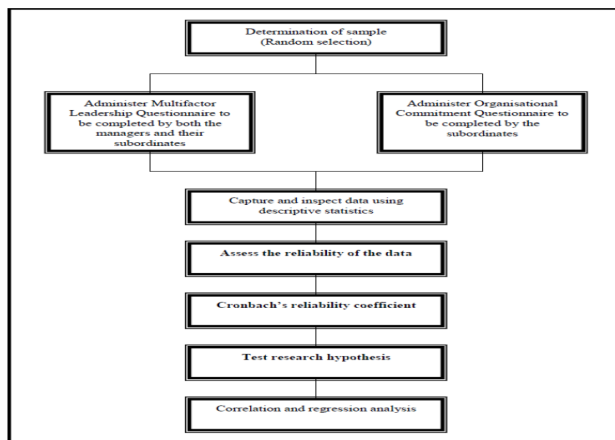 Determination of sample
(Random selection)
Administer Multifactor
Leadership Questionnaire to
be completed by both the
managers and their
subordinates
Administer Organisational
Commitment Questionnaire to
be completed by the
subordinates
Capture and inspect data using
descriptive statistics
Assess the reliability of the data
Cronbach's reliability coefficient
Test research hypothesis
Correlation and regression analysis